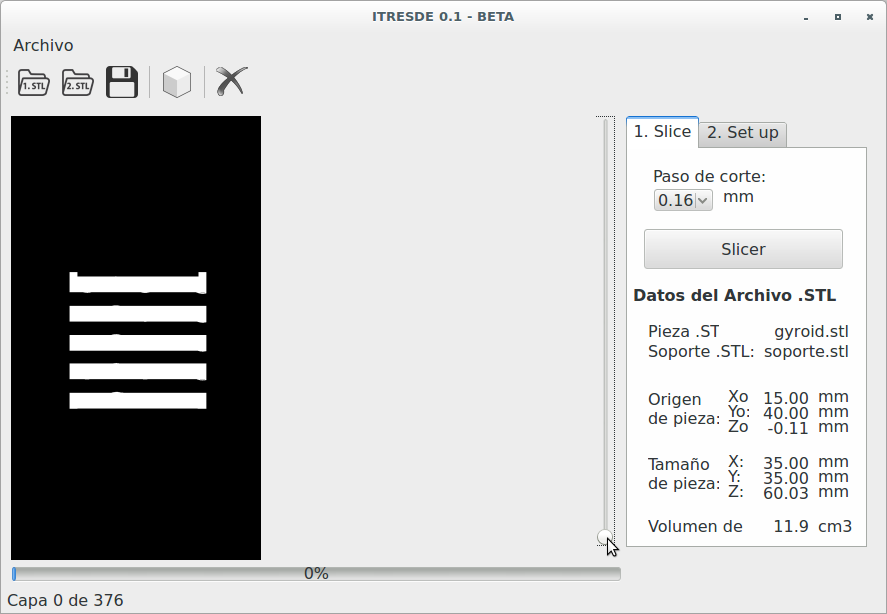 ITRESDE 0.1 - BETA
Archivo
1. STL
2. STL
1. Slice
2. Set up
Paso de corte:
0.16 mm
Slicer
Datos del Archivo .STL
Pieza .ST gyroid.stl
Soporte .STL: soporte.stl
Origen de pieza:
Xo 15.00 mm
Yo: 40.00 mm
Zo -0.11 mm
Tamaño de pieza:
X: 35.00 mm
Y: 35.00 mm
Z: 60.03 mm
Volumen de 11.9 cm3
0%
Capa 0 de 376